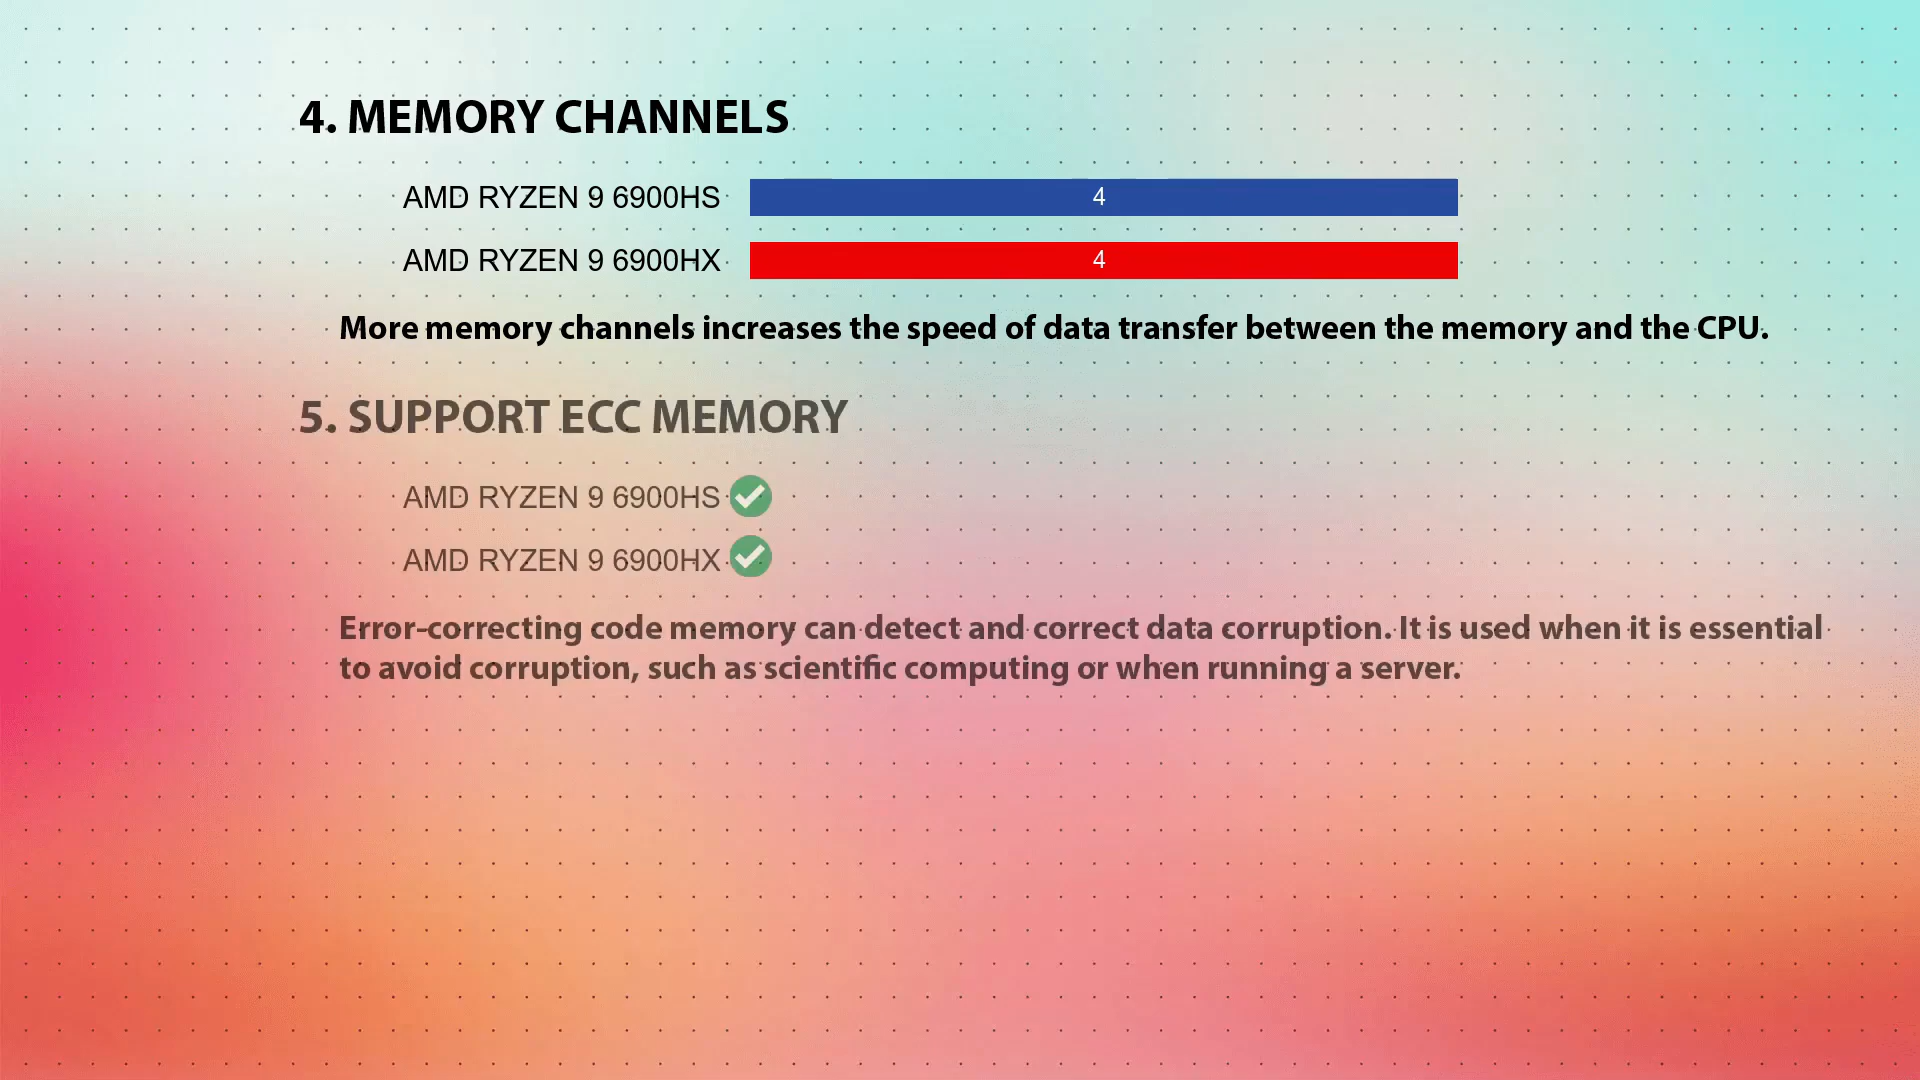 4. MEMORY CHANNELS
AMD RYZEN 9 6900HS 4
AMD RYZEN 9 6900HX 4
More memory channels increases the speed of data transfer between the memory and the CPU.
5. SUPPORT ECC MEMORY
AMD RYZEN 9 6900HS
AMD RYZEN 9 6900HX
Error-correcting code memory can detect and correct data corruption. It is used when it is essential
to avoid corruption, such as scientific computing or when running a server.